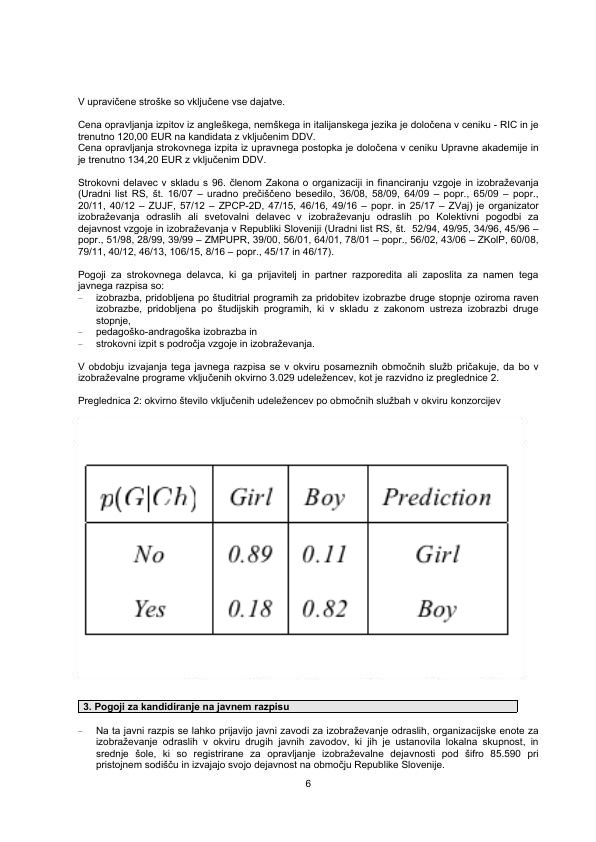 V upravičene stroške so vključene vse dajatve.
Cena opravljanja izpitov iz angleškega, nemškega in italijanskega jezika je določena v ceniku - RIC in je
trenutno 120,00 EUR na kandidata z vključenim DDV.
Cena opravljanja strokovnega izpita iz upravnega postopka je določena v ceniku Upravne akademije in
je trenutno 134,20 EUR z vključenim DDV.
Strokovni delavec v skladu s 96. členom Zakona o organizaciji in financiranju vzgoje in izobraževanja
(Uradni list RS, št. 16/07 – uradno prečiščeno besedilo, 36/08, 58/09, 64/09 – popr., 65/09 – popr.,
20/11, 40/12 – ZUJF, 57/12 – ZPCP-2D, 47/15, 46/16, 49/16 – popr. in 25/17 – ZVaj) je organizator
izobraževanja odraslih ali svetovalni delavec v izobraževanju odraslih po Kolektivni pogodbi za
dejavnost vzgoje in izobraževanja v Republiki Sloveniji (Uradni list RS, št. 52/94, 49/95, 34/96, 45/96 –
popr., 51/98, 28/99, 39/99 – ZMPUPR, 39/00, 56/01, 64/01, 78/01 – popr., 56/02, 43/06 – ZKolP, 60/08,
79/11, 40/12, 46/13, 106/15, 8/16 – popr., 45/17 in 46/17).
Pogoji za strokovnega delavca, ki ga prijavitelj in partner razporedita ali zaposlita za namen tega
javnega razpisa so:
– izobrazba, pridobljena po študitrial programih za pridobitev izobrazbe druge stopnje oziroma raven
izobrazbe, pridobljena po študijskih programih, ki v skladu z zakonom ustreza izobrazbi druge
stopnje,
– pedagoško-andragoška izobrazba in
– strokovni izpit s področja vzgoje in izobraževanja.
V obdobju izvajanja tega javnega razpisa se v okviru posameznih območnih služb pričakuje, da bo v
izobraževalne programe vključenih okvirno 3.029 udeležencev, kot je razvidno iz preglednice 2.
Preglednica 2: okvirno število vključenih udeležencev po območnih službah v okviru konzorcijev
p(G|Ch) Girl Boy Prediction
No 0.89 0.11 Girl
Yes 0.18 0.82 Boy
3. Pogoji za kandidiranje na javnem razpisu
– Na ta javni razpis se lahko prijavijo javni zavodi za izobraževanje odraslih, organizacijske enote za
izobraževanje odraslih v okviru drugih javnih zavodov, ki jih je ustanovila lokalna skupnost, in
srednje šole, ki so registrirane za opravljanje izobraževalne dejavnosti pod šifro 85.590 pri
pristojnem sodišču in izvajajo svojo dejavnost na območju Republike Slovenije.
6